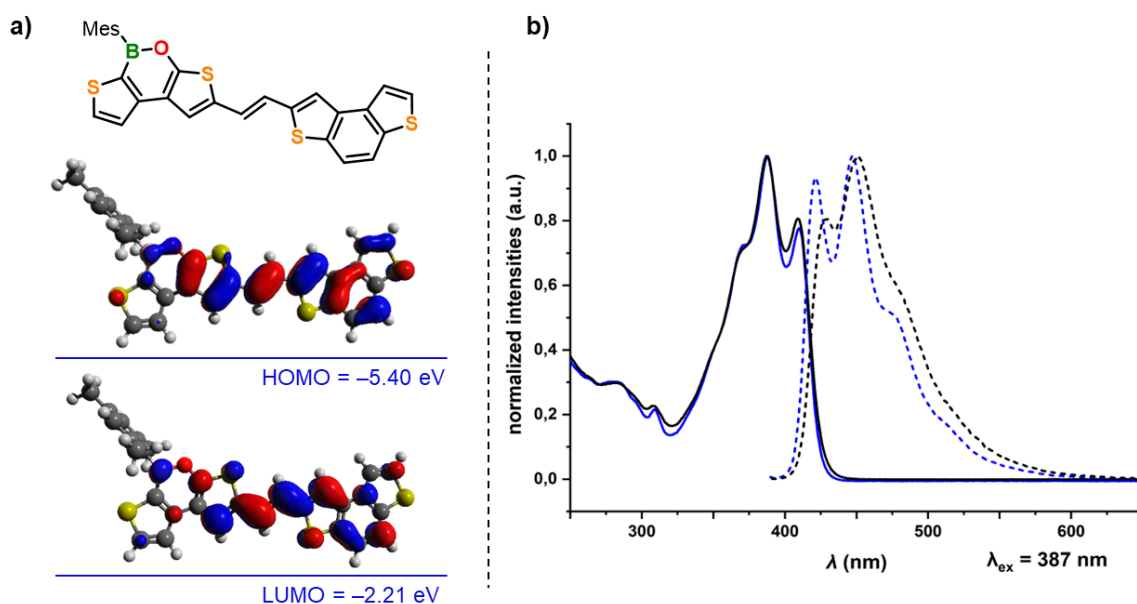 a)
Mes
B
O
S
S
S
S
HOMO = –5.40 eV
LUMO = –2.21 eV
b)
normalized intensities (a.u.)
1,0
0,8
0,6
0,4
0,2
0,0
300
400
500
600
λ (nm)
λex = 387 nm